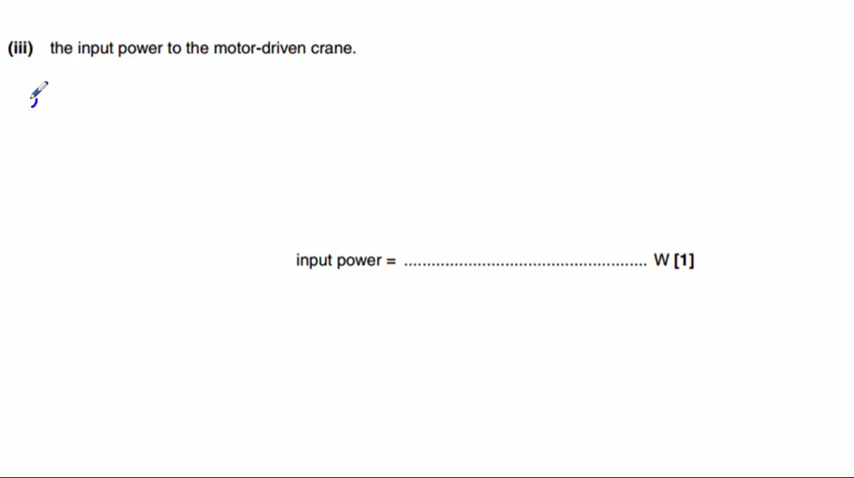 (iii) the input power to the motor-driven crane.
input power = ...................................................... W [1]